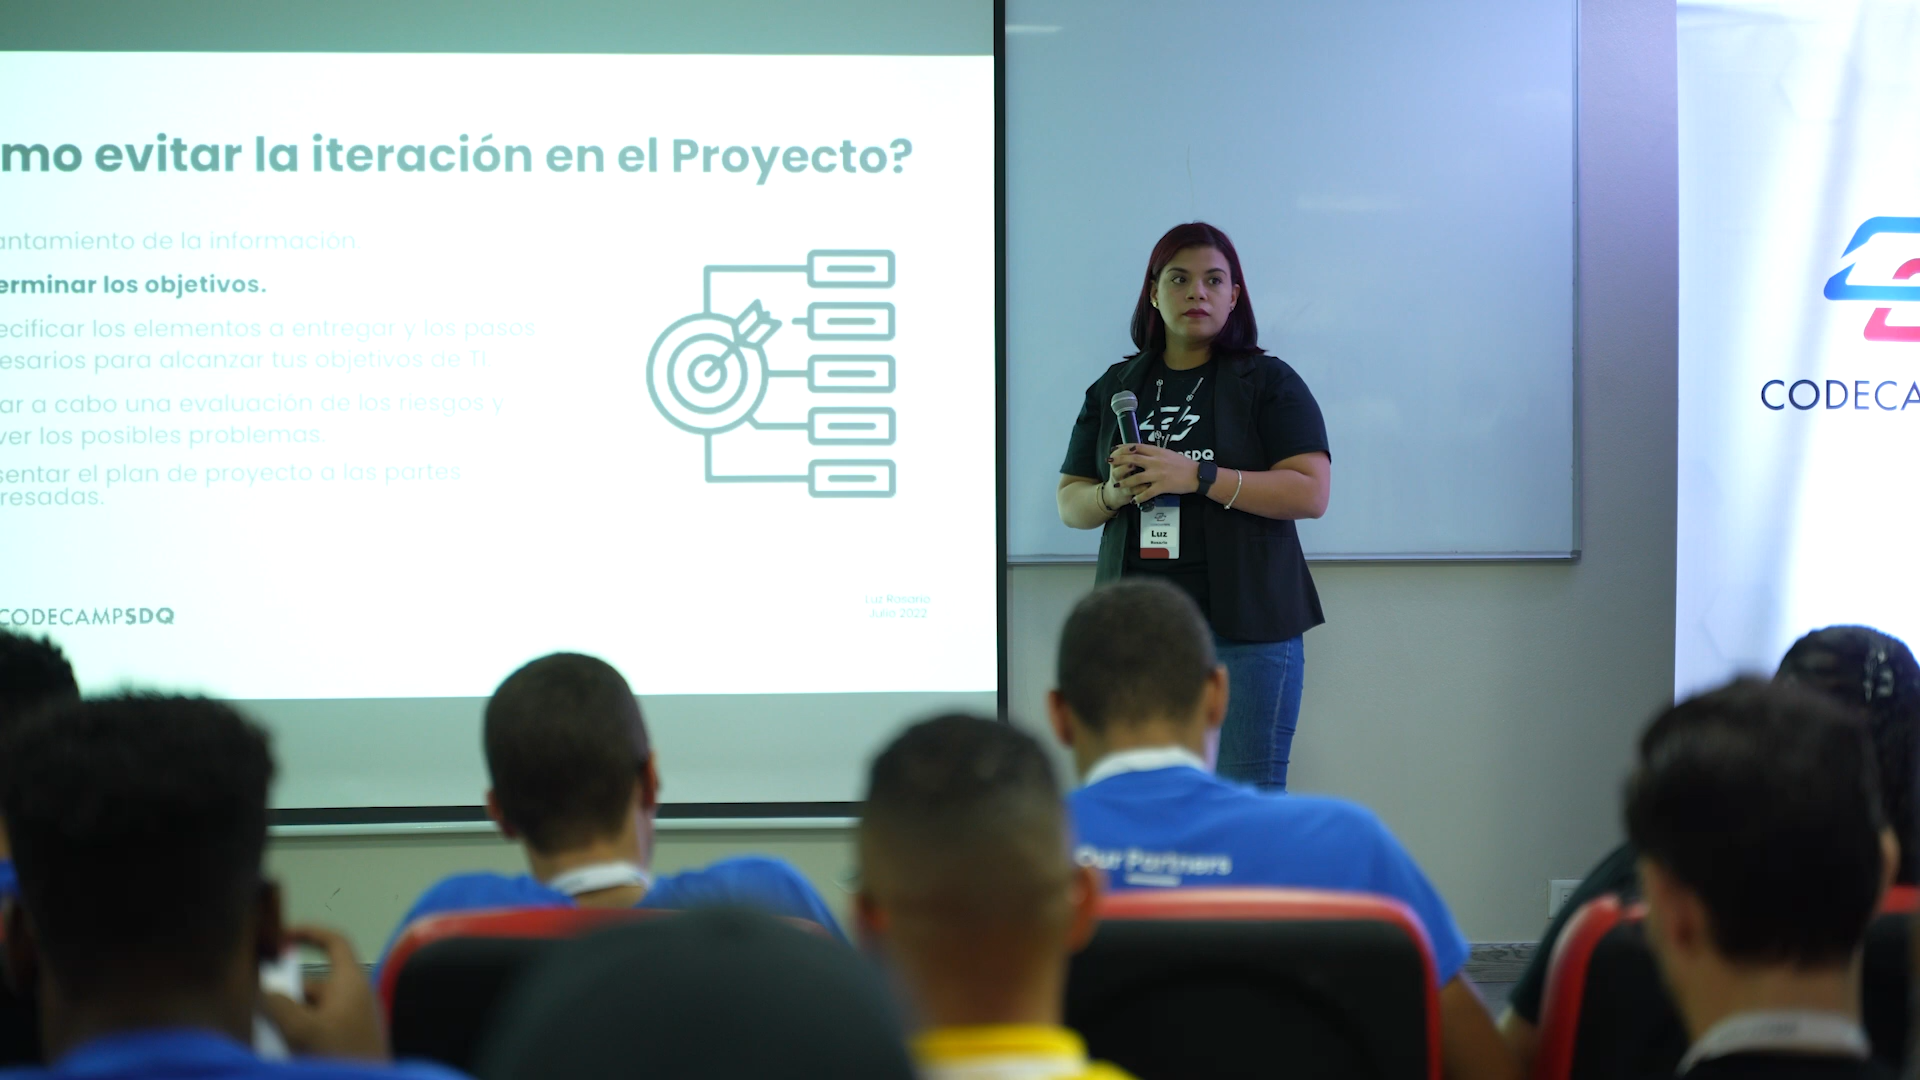 mo evitar la iteración en el Proyecto?
antamiento de la información
erminar los objetivos.
ecificar los elementos a entregar y los pasos
esarios para alcanzar tus objetivos de TI
ar a cabo una evaluación de los riesgos y
ver los posibles problemas.
sentar el plan de proyecto a las partes
resadas.
CODECAMPSDQ
Luz Rosario
Julio 2022
PSDQ
Luz
Rosario
CODECA
Our Partners